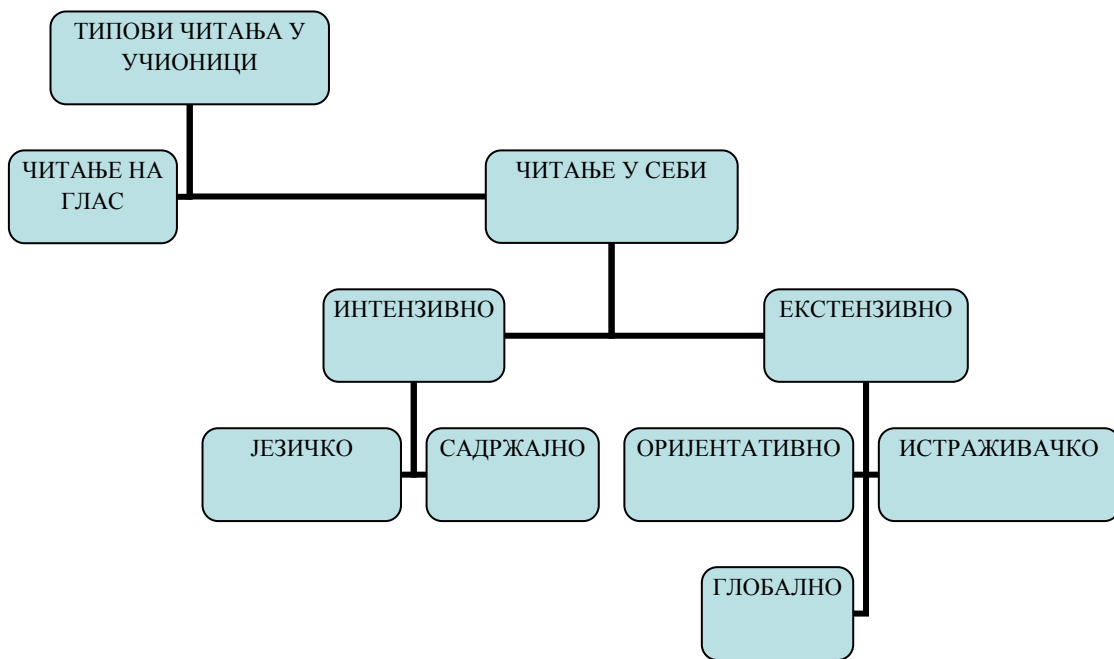 ТИПОВИ ЧИТАЊА У
УЧИОНИЦИ
ЧИТАЊЕ НА
ГЛАС
ЧИТАЊЕ У СЕБИ
ИНТЕНЗИВНО
ЕКСТЕНЗИВНО
ЈЕЗИЧКО
САДРЖАЈНО
ОРИЈЕНТАТИВНО
ИСТРАЖИВАЧКО
ГЛОБАЛНО